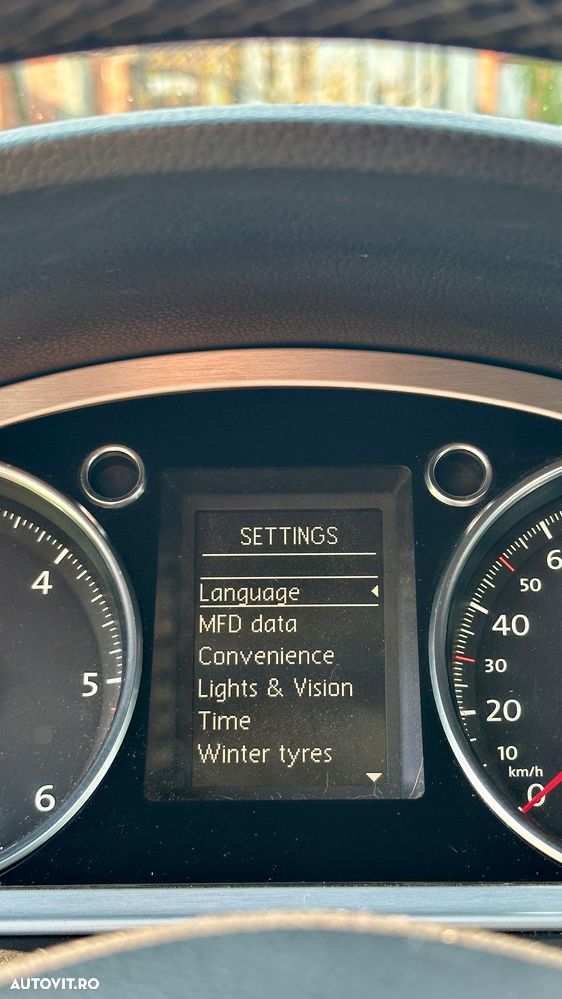 SETTINGS
Language
MFD data
Convenience
Lights & Vision
Time
Winter tyres
4
5
6
6
50
40
30
20
10
km/h
0
AUTOVIT.RO